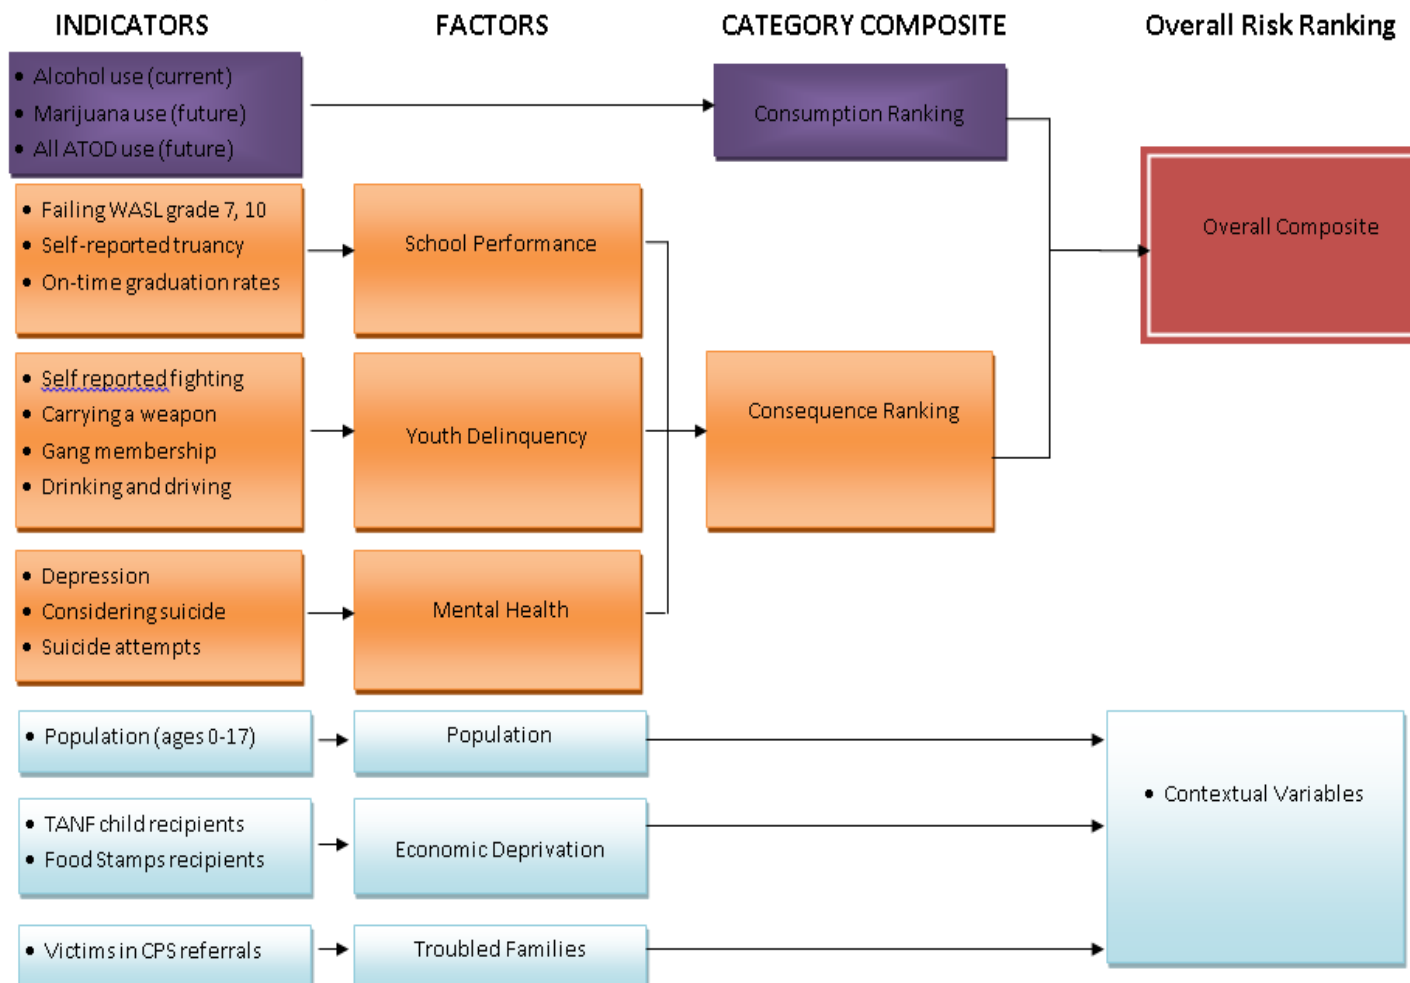 INDICATORS
FACTORS
CATEGORY COMPOSITE
Overall Risk Ranking
• Alcohol use (current)
• Marijuana use (future)
• All ATOD use (future)
Consumption Ranking
Overall Composite
• Failing WASL grade 7, 10
• Self-reported truancy
• On-time graduation rates
School Performance
• Self reported fighting
• Carrying a weapon
• Gang membership
• Drinking and driving
Youth Delinquency
Consequence Ranking
• Depression
• Considering suicide
• Suicide attempts
Mental Health
• Population (ages 0-17)
Population
• TANF child recipients
• Food Stamps recipients
Economic Deprivation
• Contextual Variables
• Victims in CPS referrals
Troubled Families